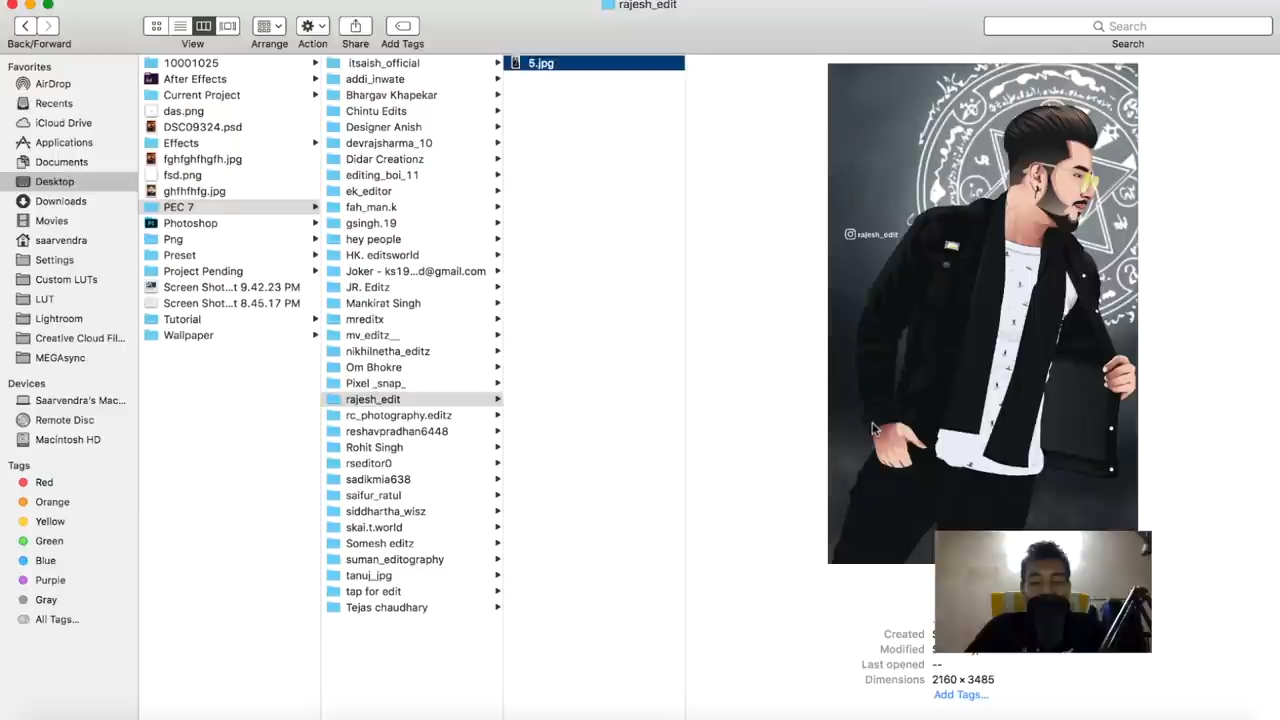 rajesh_edit
Search
Back/Forward
View
Arrange
Action
Share
Add Tags
Search
Favorites
AirDrop
Recents
iCloud Drive
Applications
Documents
Desktop
Downloads
Movies
saarvendra
Settings
Custom LUTs
LUT
Lightroom
Creative Cloud Fil...
MEGAsync
Devices
Saarvendra's Mac...
Remote Disc
Macintosh HD
Tags
Red
Orange
Yellow
Green
Blue
Purple
Gray
All Tags...
10001025
After Effects
Current Project
das.png
DSC09324.psd
Effects
fghfghfhgfh.jpg
fsd.png
ghfhfhfg.jpg
PEC 7
Photoshop
Png
Preset
Project Pending
Screen Shot...t 9.42.23 PM
Screen Shot...t 8.45.17 PM
Tutorial
Wallpaper
itsaish_official
addi_inwate
Bhargav Khapekar
Chintu Edits
Designer Anish
devrajsharma_10
Didar Creationz
editing_boi_11
ek_editor
fah_man.k
gsingh.19
hey people
HK. editsworld
Joker - ks19...d@gmail.com
JR. Editz
Mankirat Singh
mreditx
mv_editz__
nikhilnetha_editz
Om Bhokre
Pixel _snap_
rajesh_edit
rc_photography.editz
reshavpradhan6448
Rohit Singh
rseditor0
sadikmia638
saifur_ratul
siddhartha_wisz
skai.t.world
Somesh editz
suman_editography
tanuj_jpg
tap for edit
Tejas chaudhary
5.jpg
rajesh_edit
Created
Modified
Last opened --
Dimensions 2160 × 3485
Add Tags...